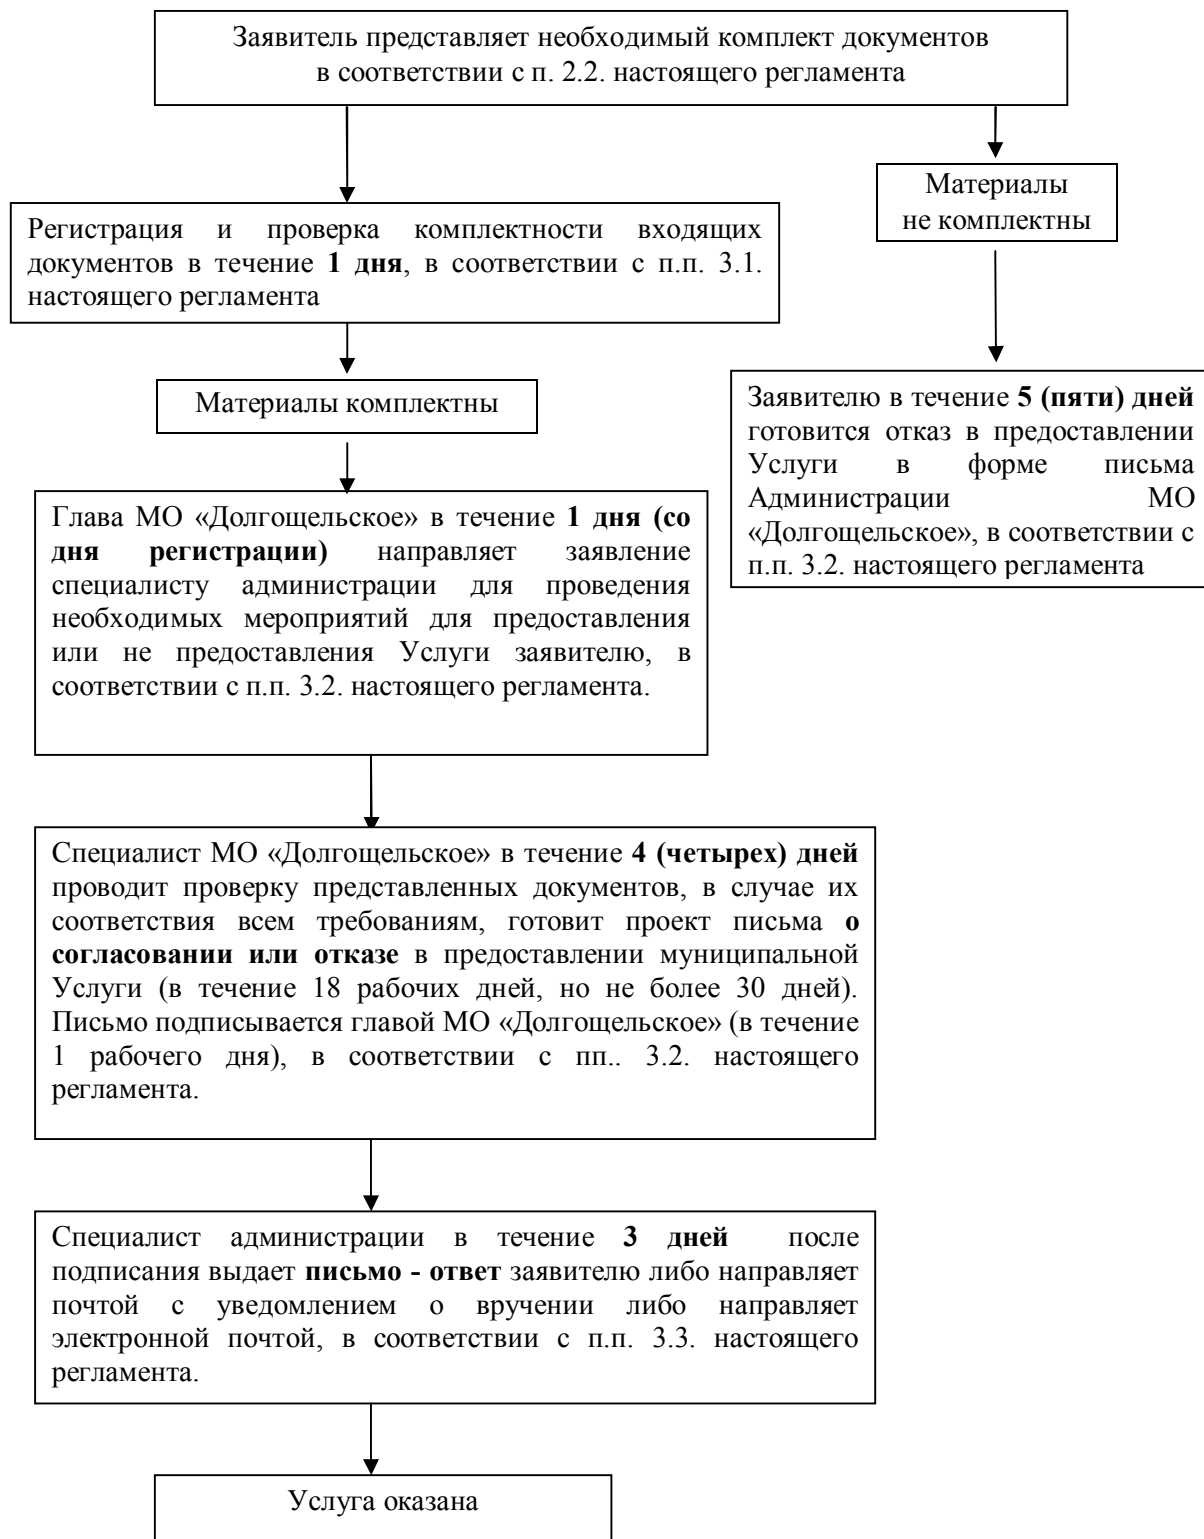 Заявитель представляет необходимый комплект документов
в соответствии с п. 2.2. настоящего регламента
Материалы
не комплектны
Регистрация и проверка комплектности входящих
документов в течение 1 дня, в соответствии с п.п. 3.1.
настоящего регламента
Материалы комплектны
Заявителю в течение 5 (пяти) дней
готовится отказ в предоставлении
Услуги в форме письма
Администрации МО
«Долгощельское», в соответствии с
п.п. 3.2. настоящего регламента
Глава МО «Долгощельское» в течение 1 дня (со
дня регистрации) направляет заявление
специалисту администрации для проведения
необходимых мероприятий для предоставления
или не предоставления Услуги заявителю, в
соответствии с п.п. 3.2. настоящего регламента.
Специалист МО «Долгощельское» в течение 4 (четырех) дней
проводит проверку представленных документов, в случае их
соответствия всем требованиям, готовит проект письма о
согласовании или отказе в предоставлении муниципальной
Услуги (в течение 18 рабочих дней, но не более 30 дней).
Письмо подписывается главой МО «Долгощельское» (в течение
1 рабочего дня), в соответствии с пп.. 3.2. настоящего
регламента.
Специалист администрации в течение 3 дней после
подписания выдает письмо - ответ заявителю либо направляет
почтой с уведомлением о вручении либо направляет
электронной почтой, в соответствии с п.п. 3.3. настоящего
регламента.
Услуга оказана